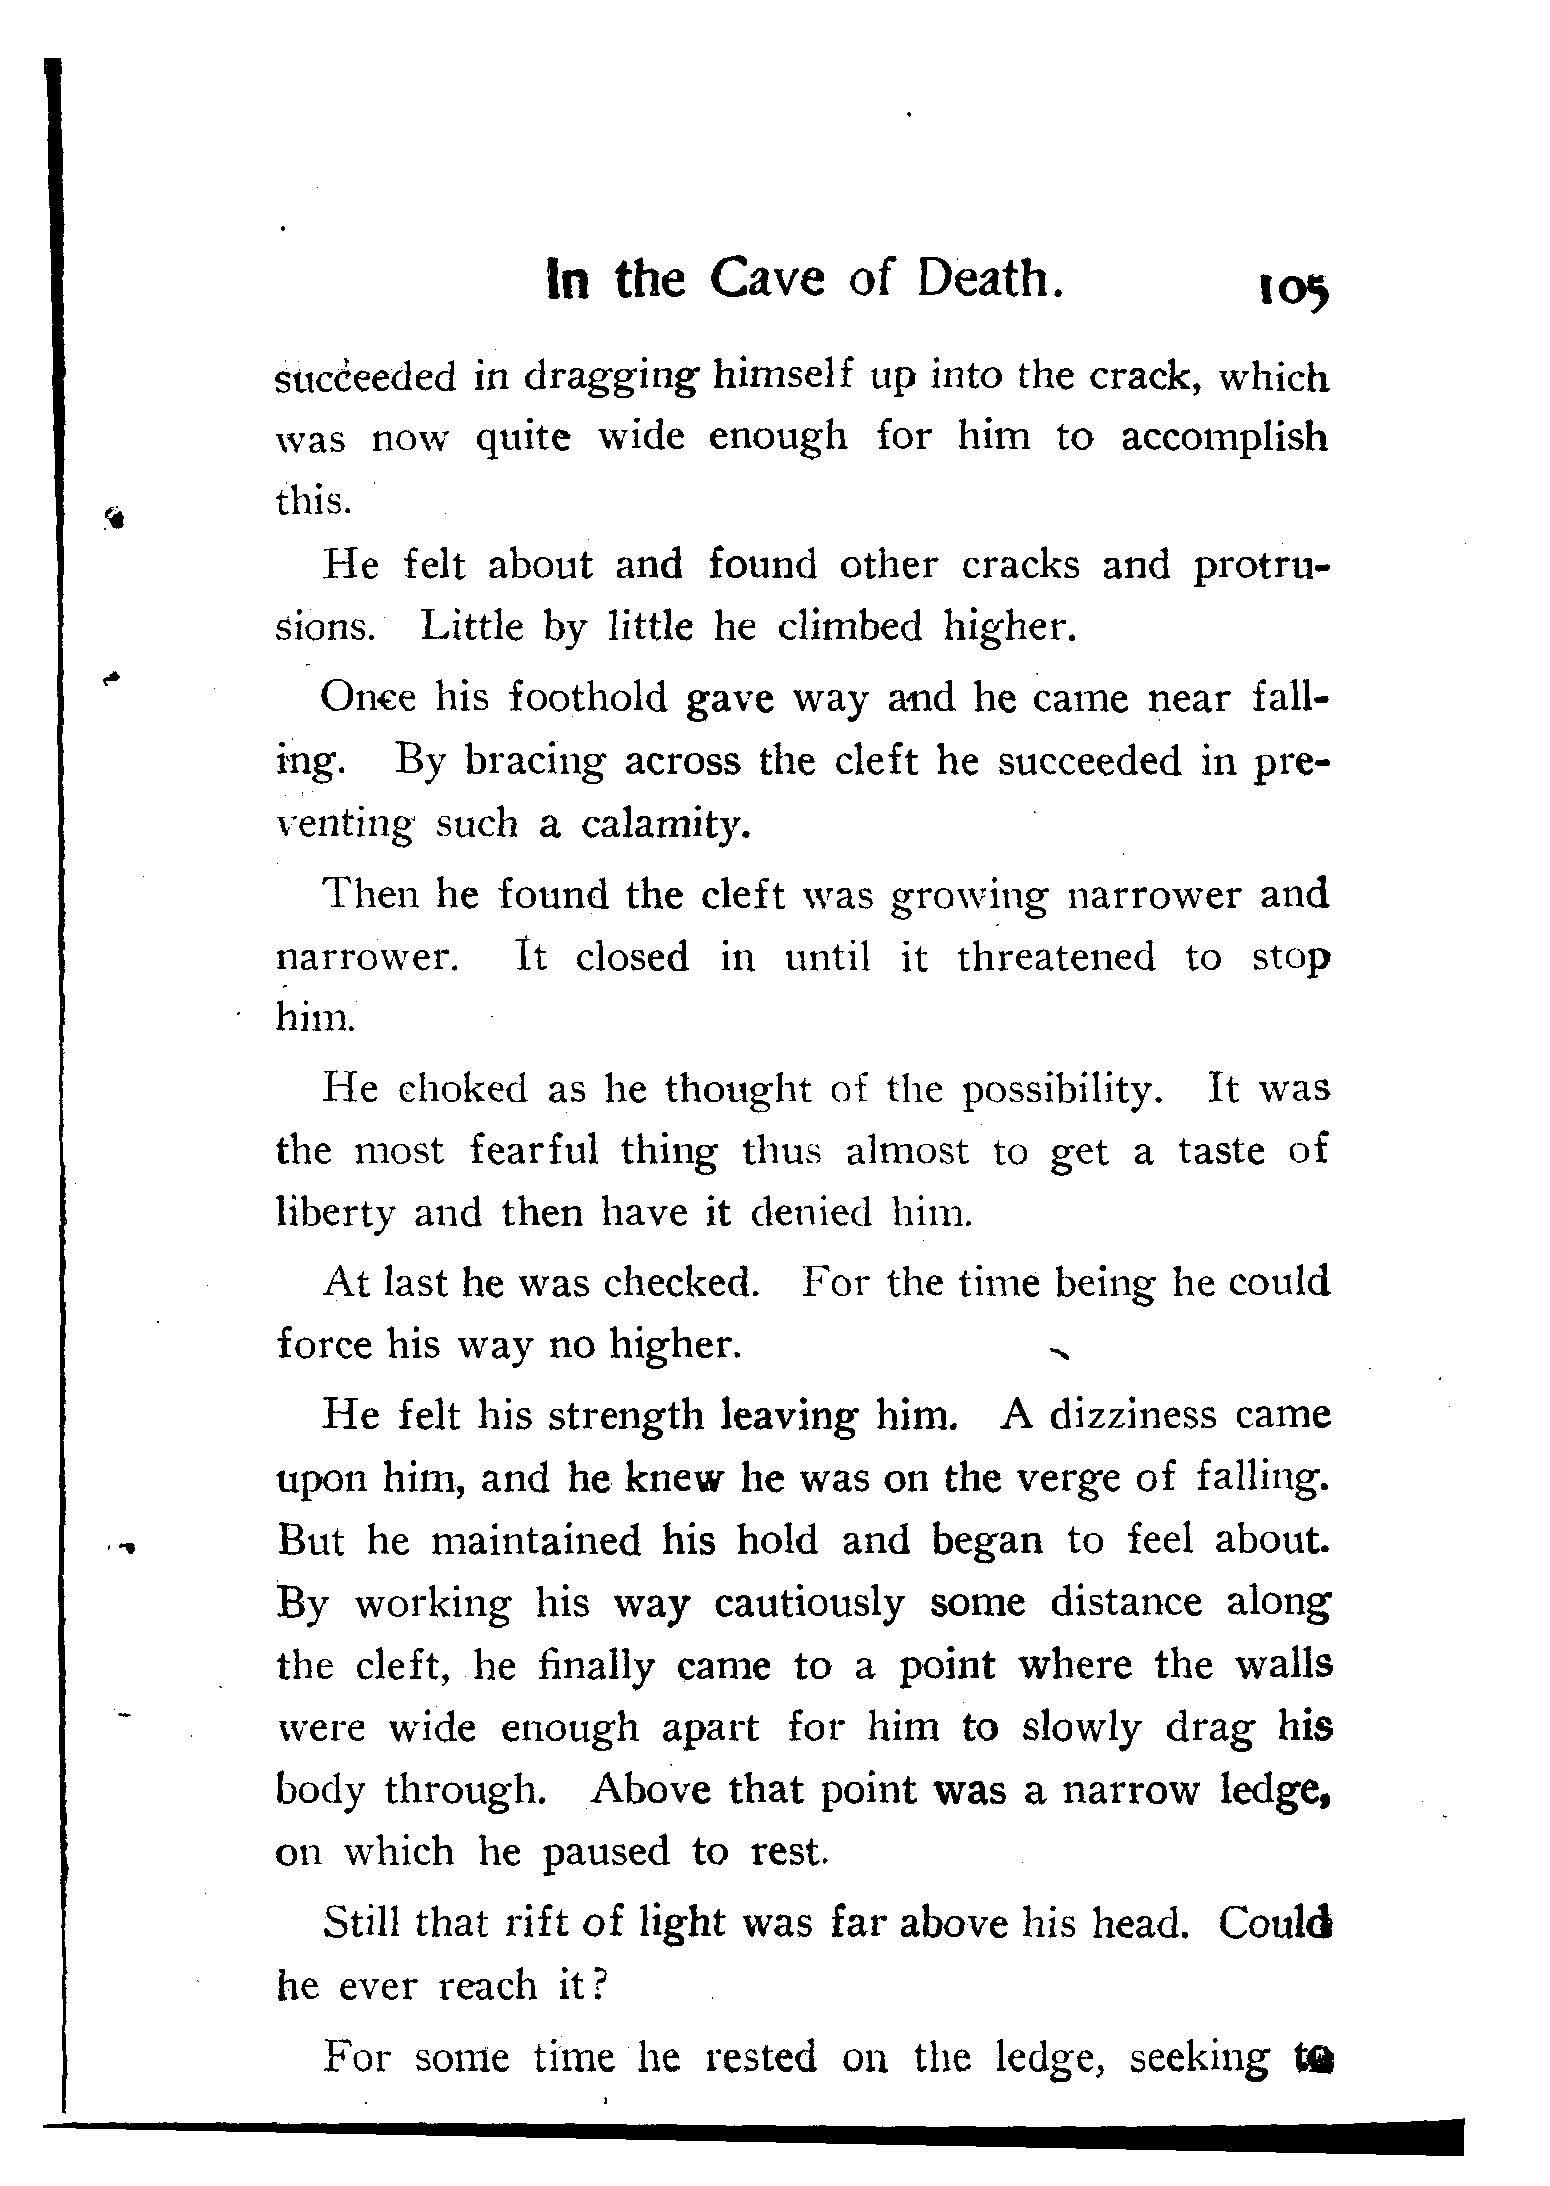 In the Cave of Death. 105
succeeded in dragging himself up into the crack, which
was now quite wide enough for him to accomplish
this.
He felt about and found other cracks and protru-
sions. Little by little he climbed higher.
Once his foothold gave way and he came near fall-
ing. By bracing across the cleft he succeeded in pre-
venting such a calamity.
Then he found the cleft was growing narrower and
narrower. It closed in until it threatened to stop
him.
He choked as he thought of the possibility. It was
the most fearful thing thus almost to get a taste of
liberty and then have it denied him.
At last he was checked. For the time being he could
force his way no higher.
He felt his strength leaving him. A dizziness came
upon him, and he knew he was on the verge of falling.
But he maintained his hold and began to feel about.
By working his way cautiously some distance along
the cleft, he finally came to a point where the walls
were wide enough apart for him to slowly drag his
body through. Above that point was a narrow ledge,
on which he paused to rest.
Still that rift of light was far above his head. Could
he ever reach it?
For some time he rested on the ledge, seeking to